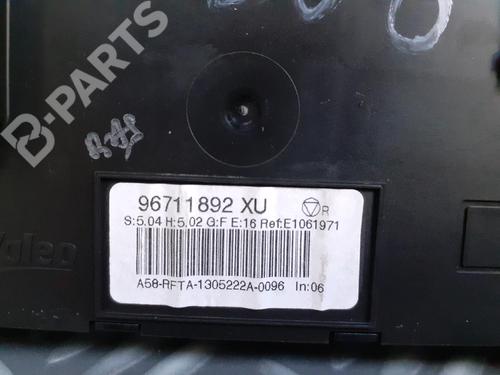 B-PARTS
Valeo
96711892 XU
R
S:5.04 H:5.02 G:F E:16 Ref:E1061971
A58-RFTA-1305222A-0096 In:06